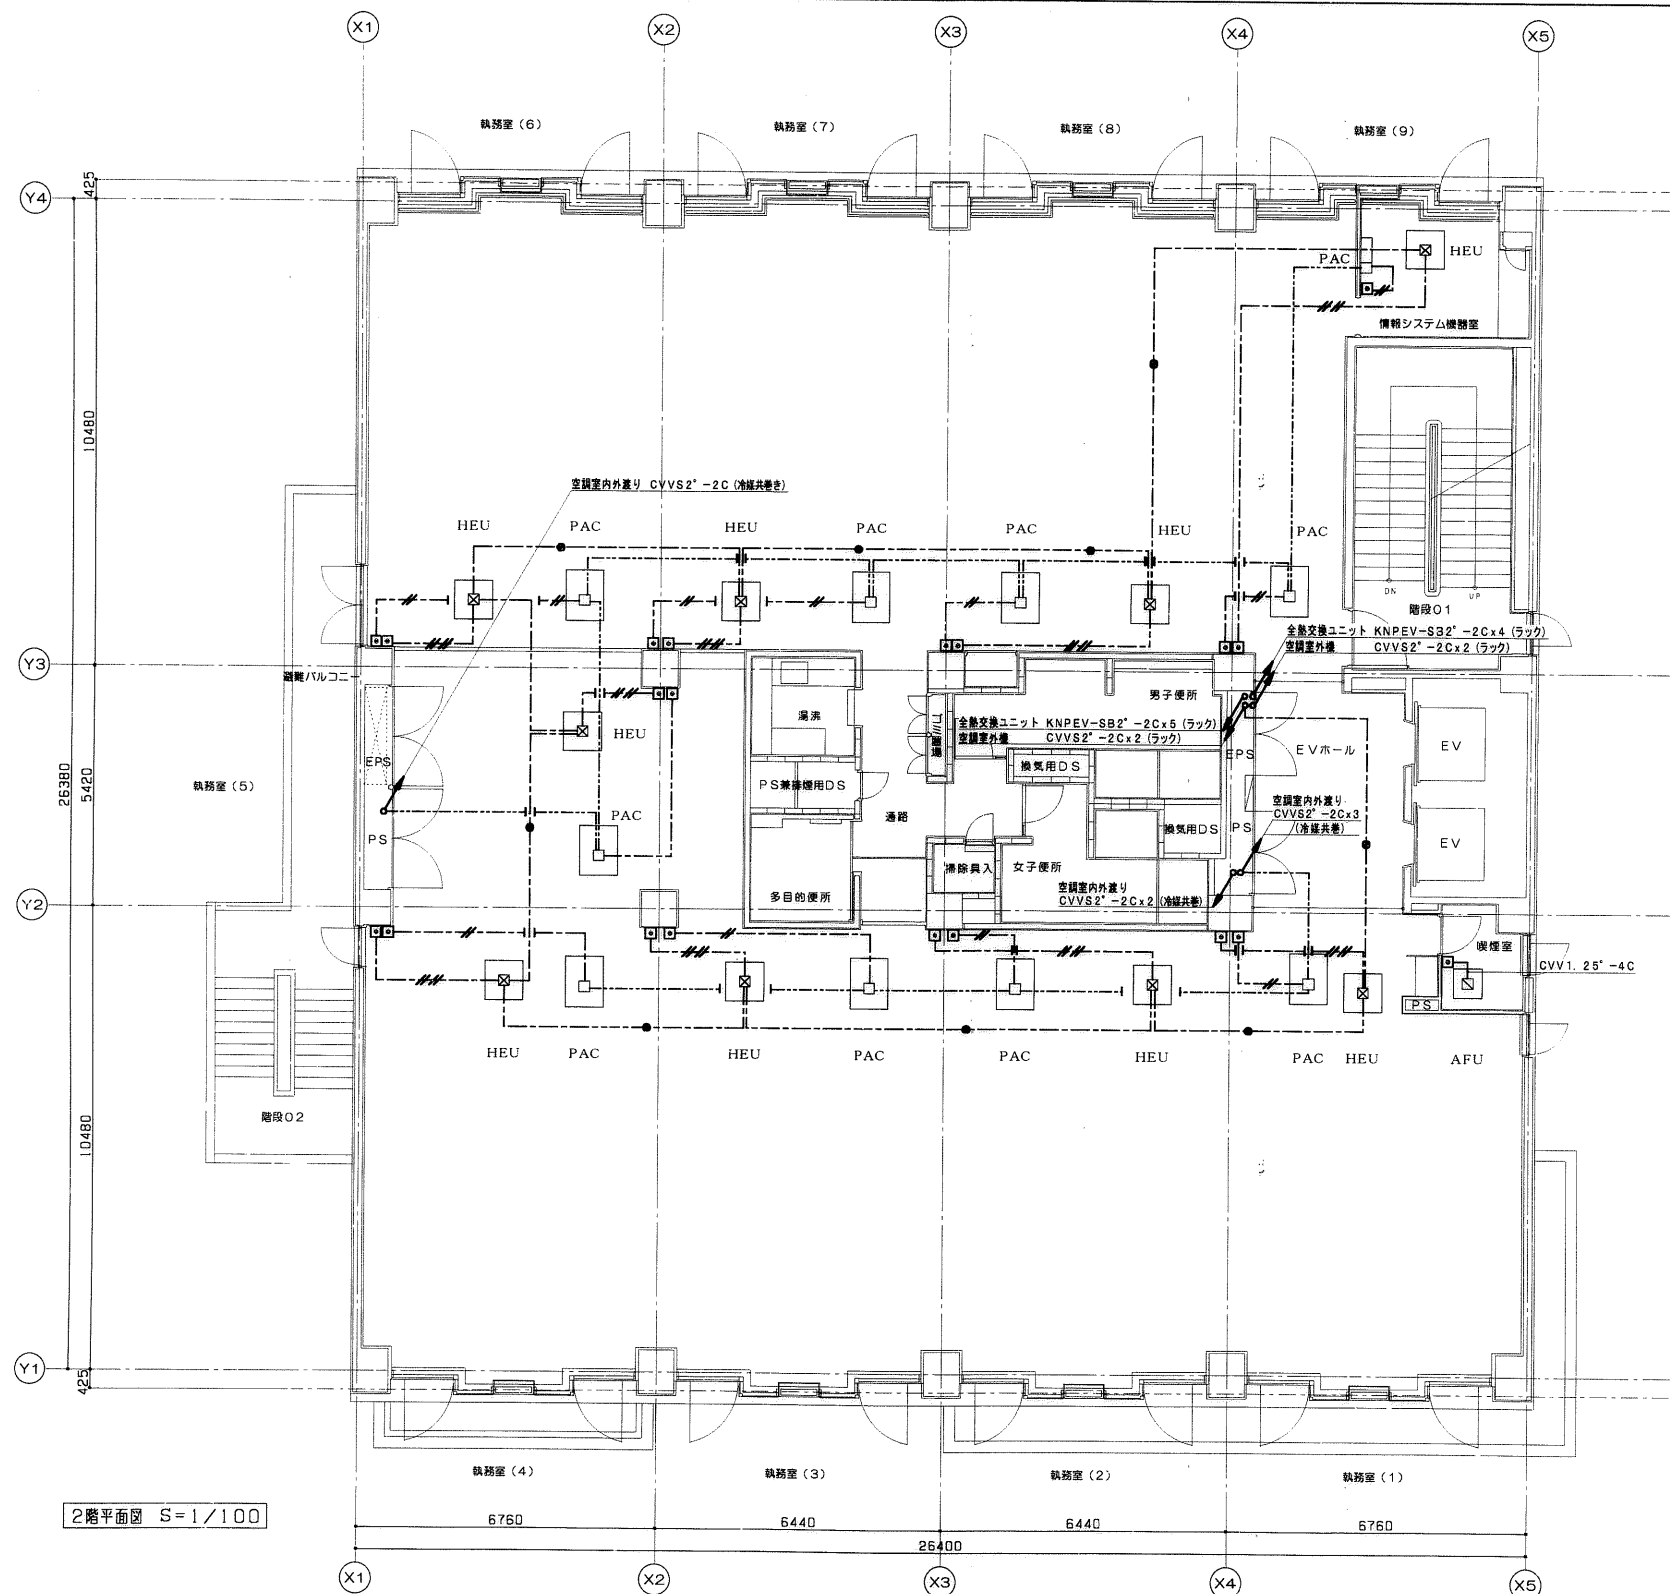 X1
X2
X3
X4
X5
執務室（6）
執務室（7）
執務室（8）
執務室（9）
425
Y4
PAC
HEU
情報システム機器室
10480
空調室内外渡り CVVS2°-2C（冷媒共巻き）
HEU
PAC
HEU
PAC
PAC
HEU
PAC
DN
UP
階段01
全熱交換ユニット KNPEV-SB2°-2Cx4（ラック）
空調室外機 CVVS2°-2Cx2（ラック）
Y3
避難バルコニー
湯沸
男子便所
全熱交換ユニット KNPEV-SB2°-2Cx5（ラック）
空調室外機 CVVS2°-2Cx2（ラック）
HEU
EPS
EVホール
EV
EPS
換気用DS
執務室（5）
PS兼排煙用DS
26380
5420
空調室内外渡り
CVVS2°-2Cx3
（冷媒共巻）
PAC
通路
換気用DS
PS
PS
EV
掃除具入
女子便所
多目的便所
空調室内外渡り
CVVS2°-2Cx2（冷媒共巻）
Y2
喫煙室
CVV1.25°-4C
PS
HEU
PAC
HEU
PAC
PAC
HEU
PAC
HEU
AFU
階段02
10480
Y1
425
執務室（4）
執務室（3）
執務室（2）
執務室（1）
2階平面図 S=1/100
6760
6440
6440
6760
26400
X1
X2
X3
X4
X5